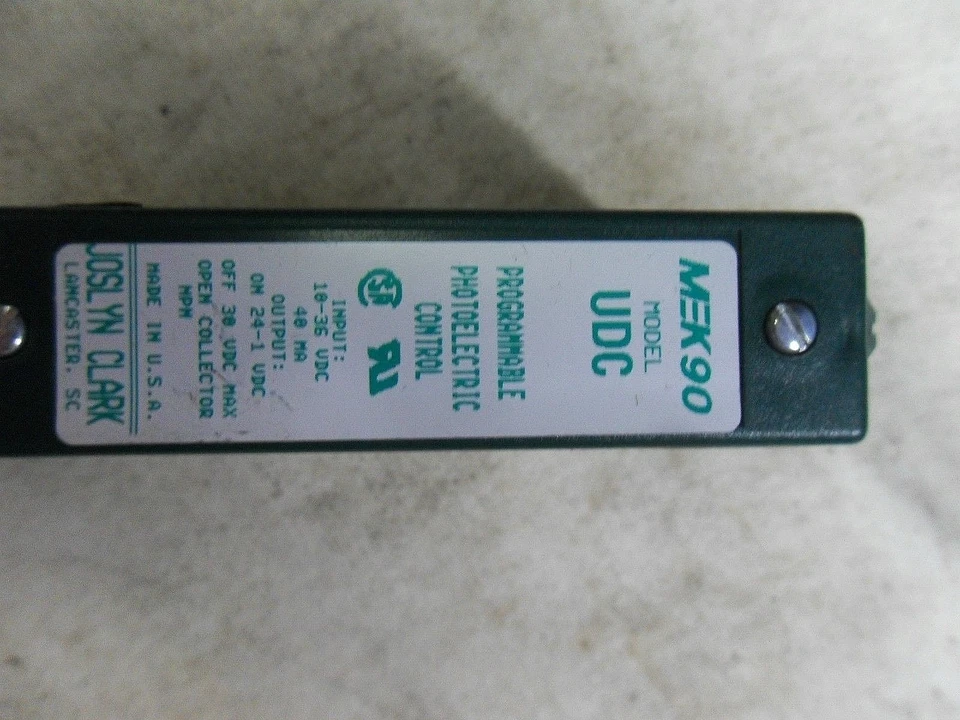 MEK90
MODEL
UDC
PROGRAMMABLE
PHOTOELECTRIC
CONTROL
INPUT:
10-36 VDC
40 MA
OUTPUT:
ON 24-1 VDC
OFF 30 VDC MAX
OPEN COLLECTOR
NPN
MADE IN U.S.A.
JOSLYN CLARK
LANCASTER, SC